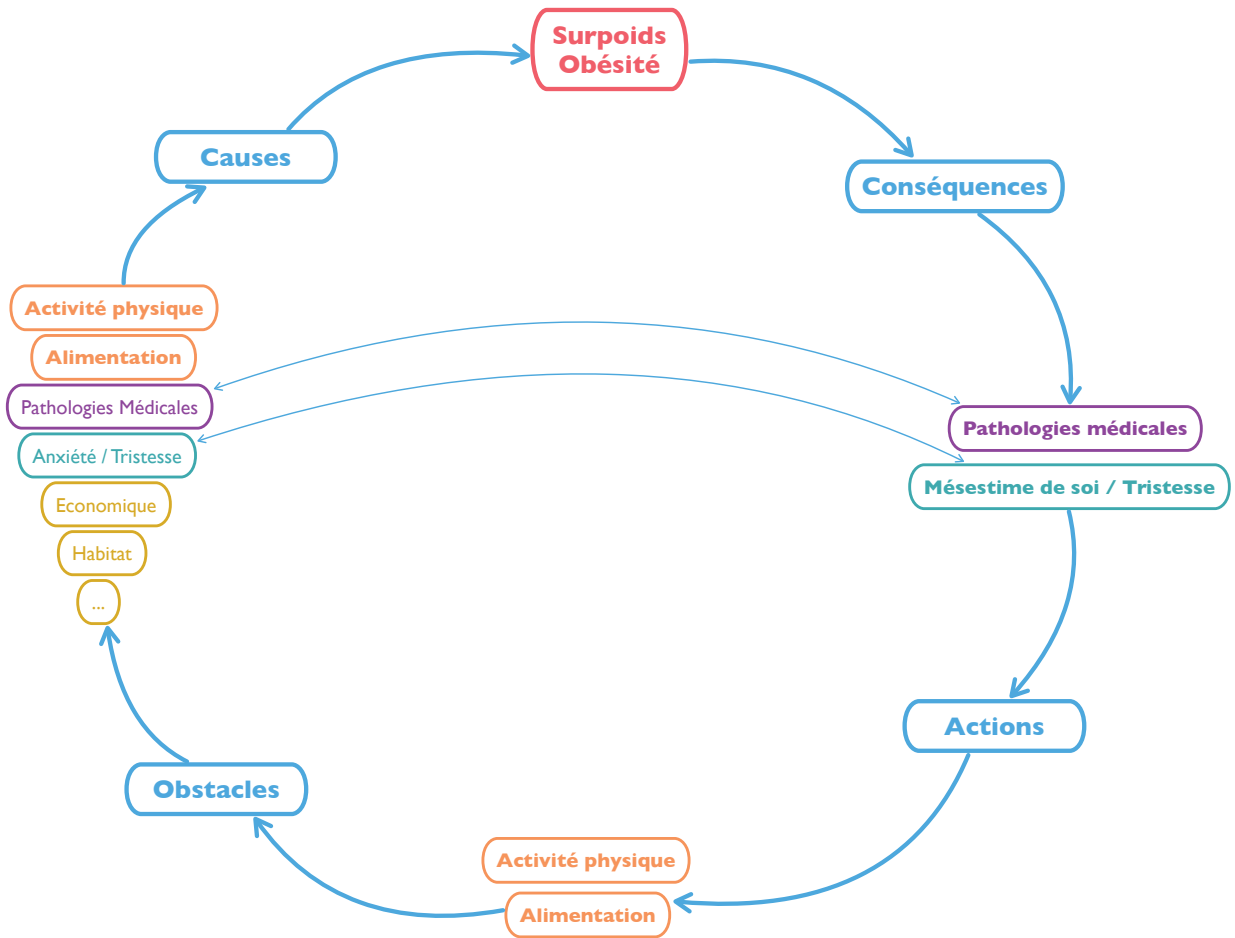 Surpoids
Obésité
Causes
Conséquences
Activité physique
Alimentation
Pathologies Médicales
Anxiété / Tristesse
Economique
Habitat
...
Pathologies médicales
Mésestime de soi / Tristesse
Actions
Obstacles
Activité physique
Alimentation